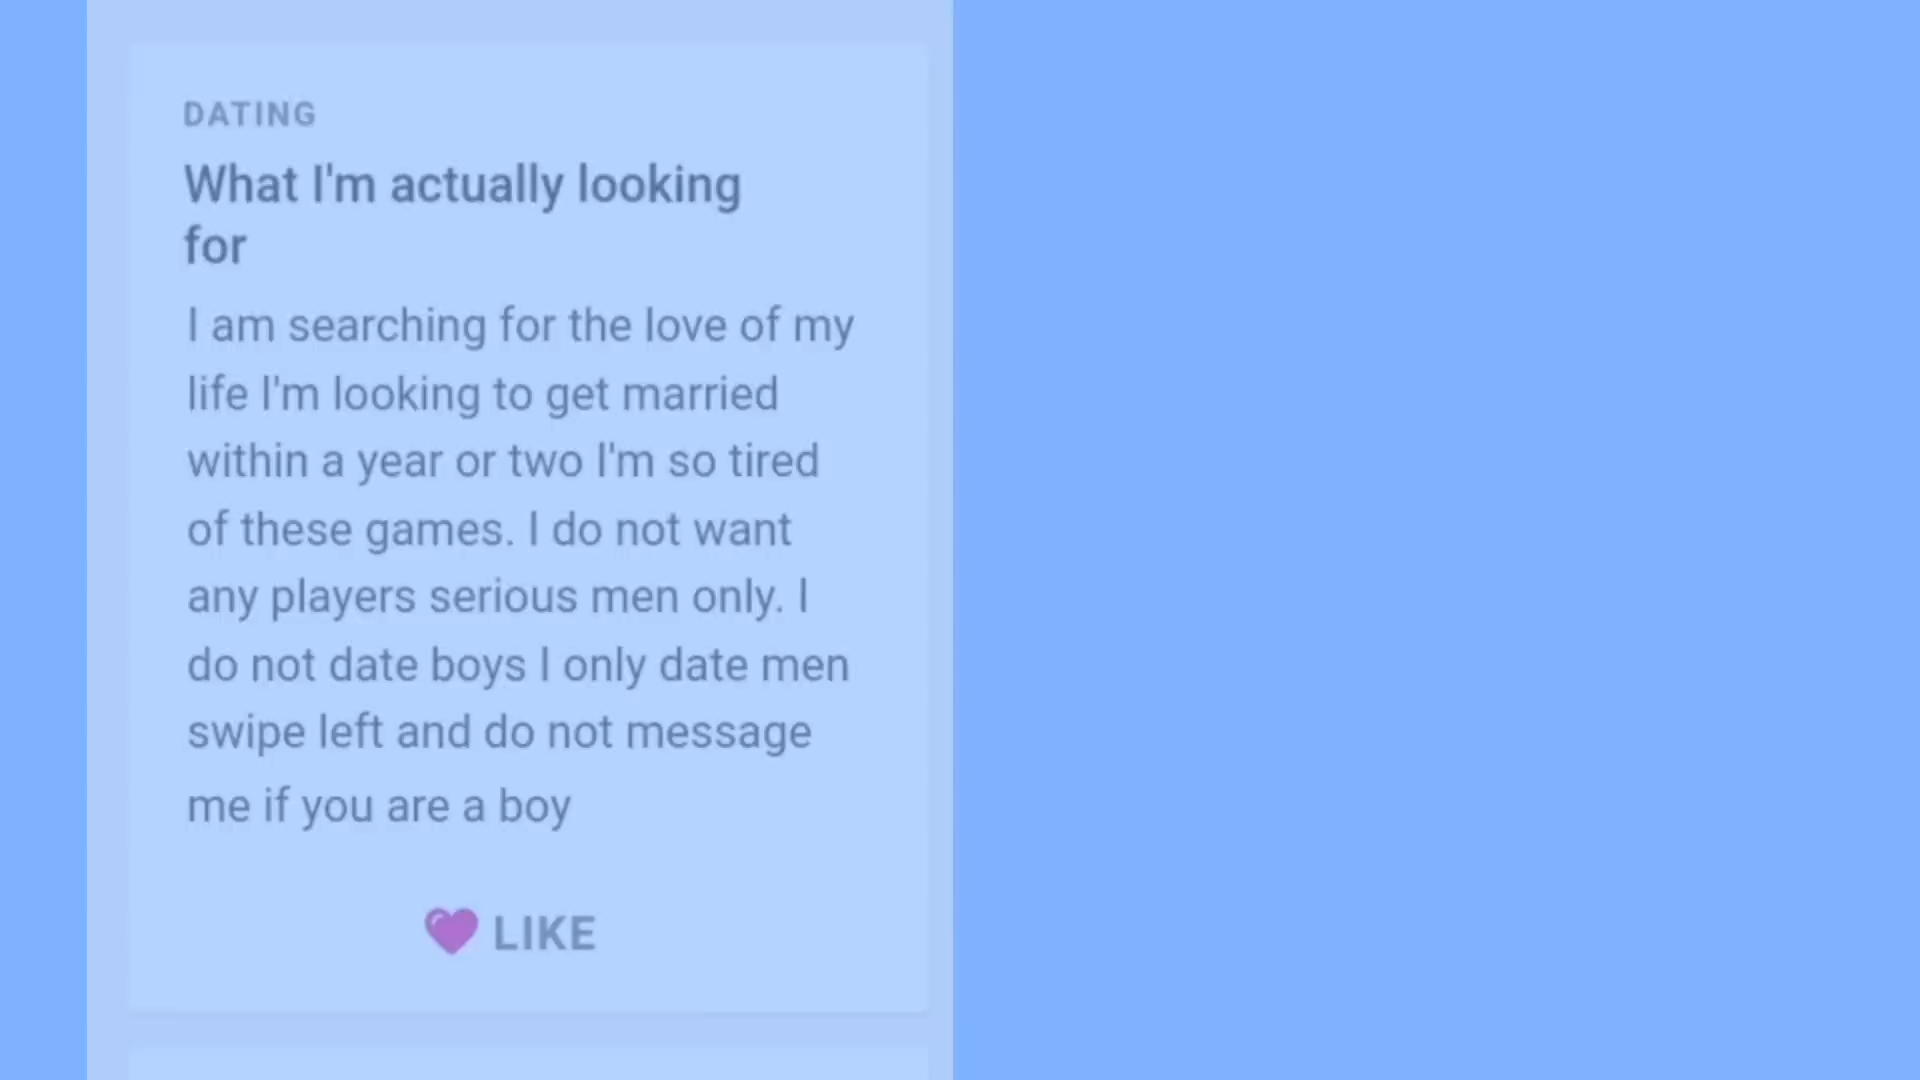 DATING
What I'm actually looking
for
I am searching for the love of my
life I'm looking to get married
within a year or two I'm so tired
of these games. I do not want
any players serious men only. I
do not date boys I only date men
swipe left and do not message
me if you are a boy
LIKE